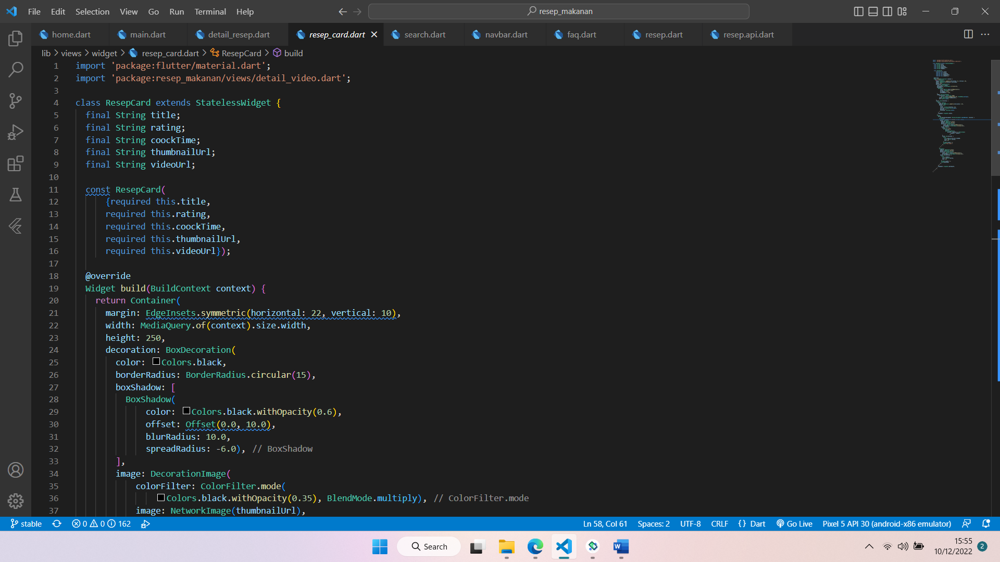 File Edit Selection View Go Run Terminal Help resep_makanan
home.dart main.dart detail_resep.dart resep_card.dart search.dart navbar.dart faq.dart resep.dart resep.api.dart
lib > views > widget > resep_card.dart > ResepCard > build
1 import 'package:flutter/material.dart';
2 import 'package:resep_makanan/views/detail_video.dart';
3
4 class ResepCard extends StatelessWidget {
5 final String title;
6 final String rating;
7 final String coockTime;
8 final String thumbnailUrl;
9 final String videoUrl;
10
11 const ResepCard(
12 {required this.title,
13 required this.rating,
14 required this.coockTime,
15 required this.thumbnailUrl,
16 required this.videoUrl});
17
18 @override
19 Widget build(BuildContext context) {
20 return Container(
21 margin: EdgeInsets.symmetric(horizontal: 22, vertical: 10),
22 width: MediaQuery.of(context).size.width,
23 height: 250,
24 decoration: BoxDecoration(
25 color: Colors.black,
26 borderRadius: BorderRadius.circular(15),
27 boxShadow: [
28 BoxShadow(
29 color: Colors.black.withOpacity(0.6),
30 offset: Offset(0.0, 10.0),
31 blurRadius: 10.0,
32 spreadRadius: -6.0), // BoxShadow
33 ],
34 image: DecorationImage(
35 colorFilter: ColorFilter.mode(
36 Colors.black.withOpacity(0.35), BlendMode.multiply), // ColorFilter.mode
37 image: NetworkImage(thumbnailUrl),
stable 0 0 162 Ln 58, Col 61 Spaces: 2 UTF-8 CRLF {} Dart Go Live Pixel 5 API 30 (android-x86 emulator)
Search
15:55
10/12/2022 2